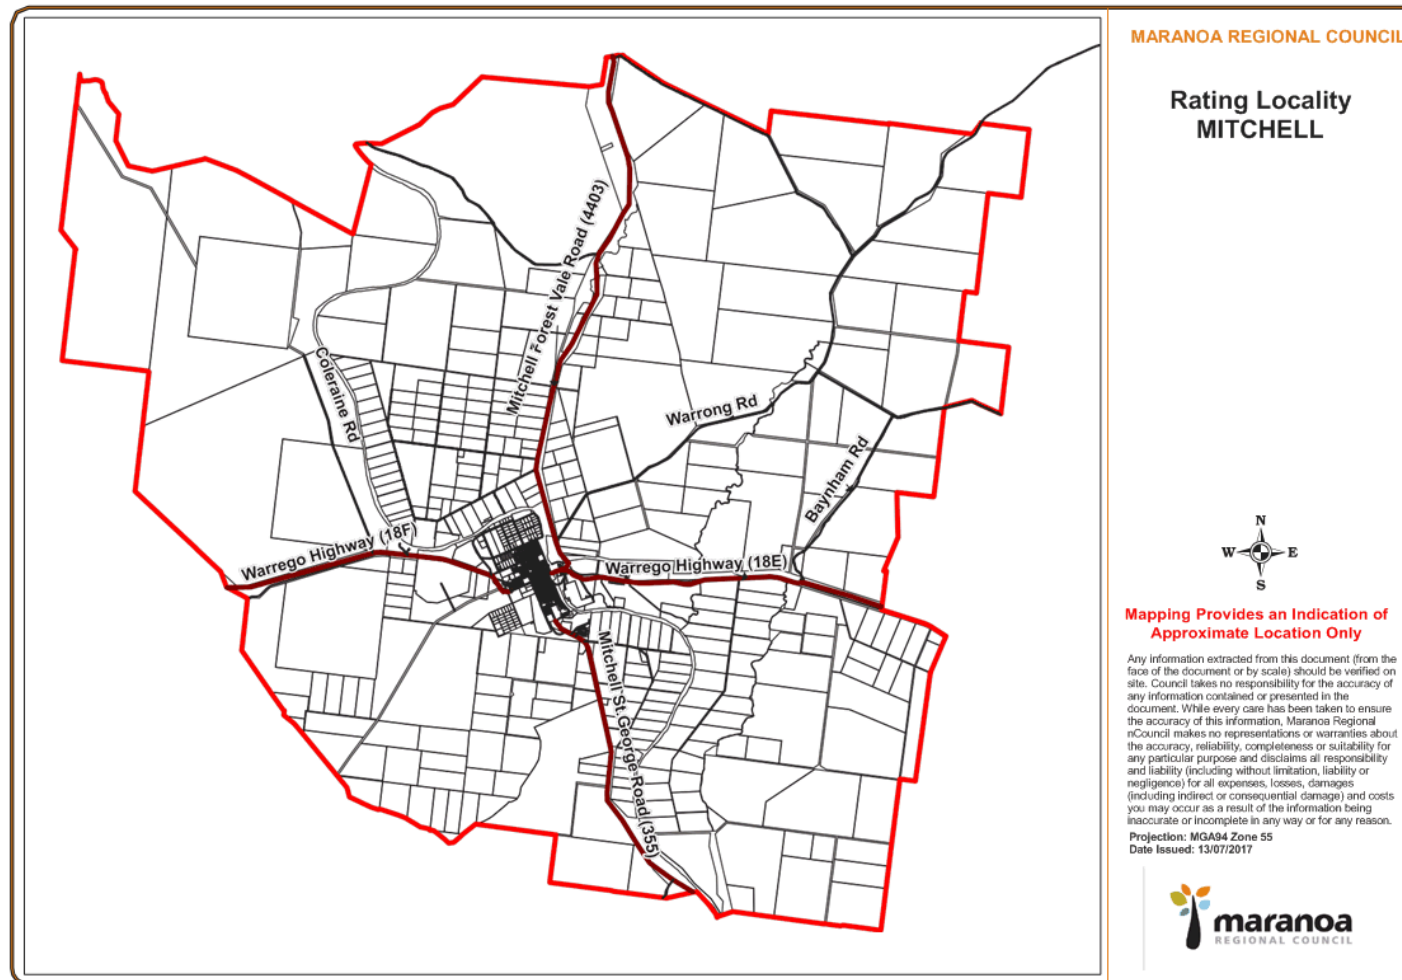 MARANOA REGIONAL COUNCIL
Rating Locality
MITCHELL
Mitchell Forest Vale Road (4403)
Coleraine Rd
Warrong Rd
Baynham Rd
Warrego Highway (18F)
Warrego Highway (18E)
Mitchell St George Road (355)
N
W
E
S
Mapping Provides an Indication of
Approximate Location Only
Any information extracted from this document (from the
face of the document or by scale) should be verified on
site. Council takes no responsibility for the accuracy of
any information contained or presented in the
document. While every care has been taken to ensure
the accuracy of this information, Maranoa Regional
nCouncil makes no representations or warranties about
the accuracy, reliability, completeness or suitability for
any particular purpose and disclaims all responsibility
and liability (including without limitation, liability or
negligence) for all expenses, losses, damages
(including indirect or consequential damage) and costs
you may occur as a result of the information being
inaccurate or incomplete in any way or for any reason.
Projection: MGA94 Zone 55
Date Issued: 13/07/2017
maranoa
REGIONAL COUNCIL